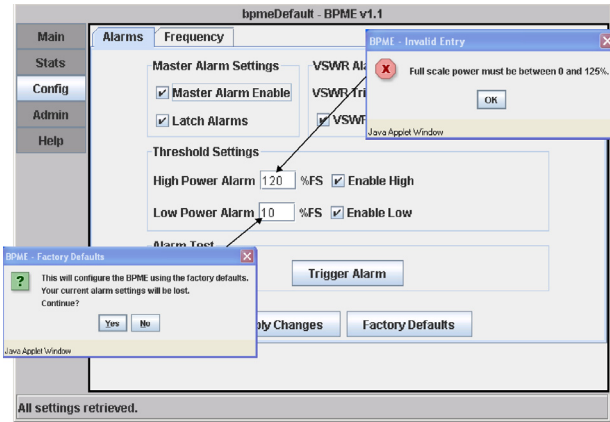 bpmeDefault - BPME v1.1
Main
Stats
Config
Admin
Help
Alarms Frequency
Master Alarm Settings
Master Alarm Enable
Latch Alarms
VSWR Al
VSWR Tri
VSWR
BPME - Invalid Entry
Full scale power must be between 0 and 125%.
OK
Java Applet Window
Threshold Settings
High Power Alarm 120 %FS Enable High
Low Power Alarm 10 %FS Enable Low
Alarm Test
Trigger Alarm
BPME - Factory Defaults
This will configure the BPME using the factory defaults.
Your current alarm settings will be lost.
Continue?
Yes No
Java Applet Window
ply Changes Factory Defaults
All settings retrieved.